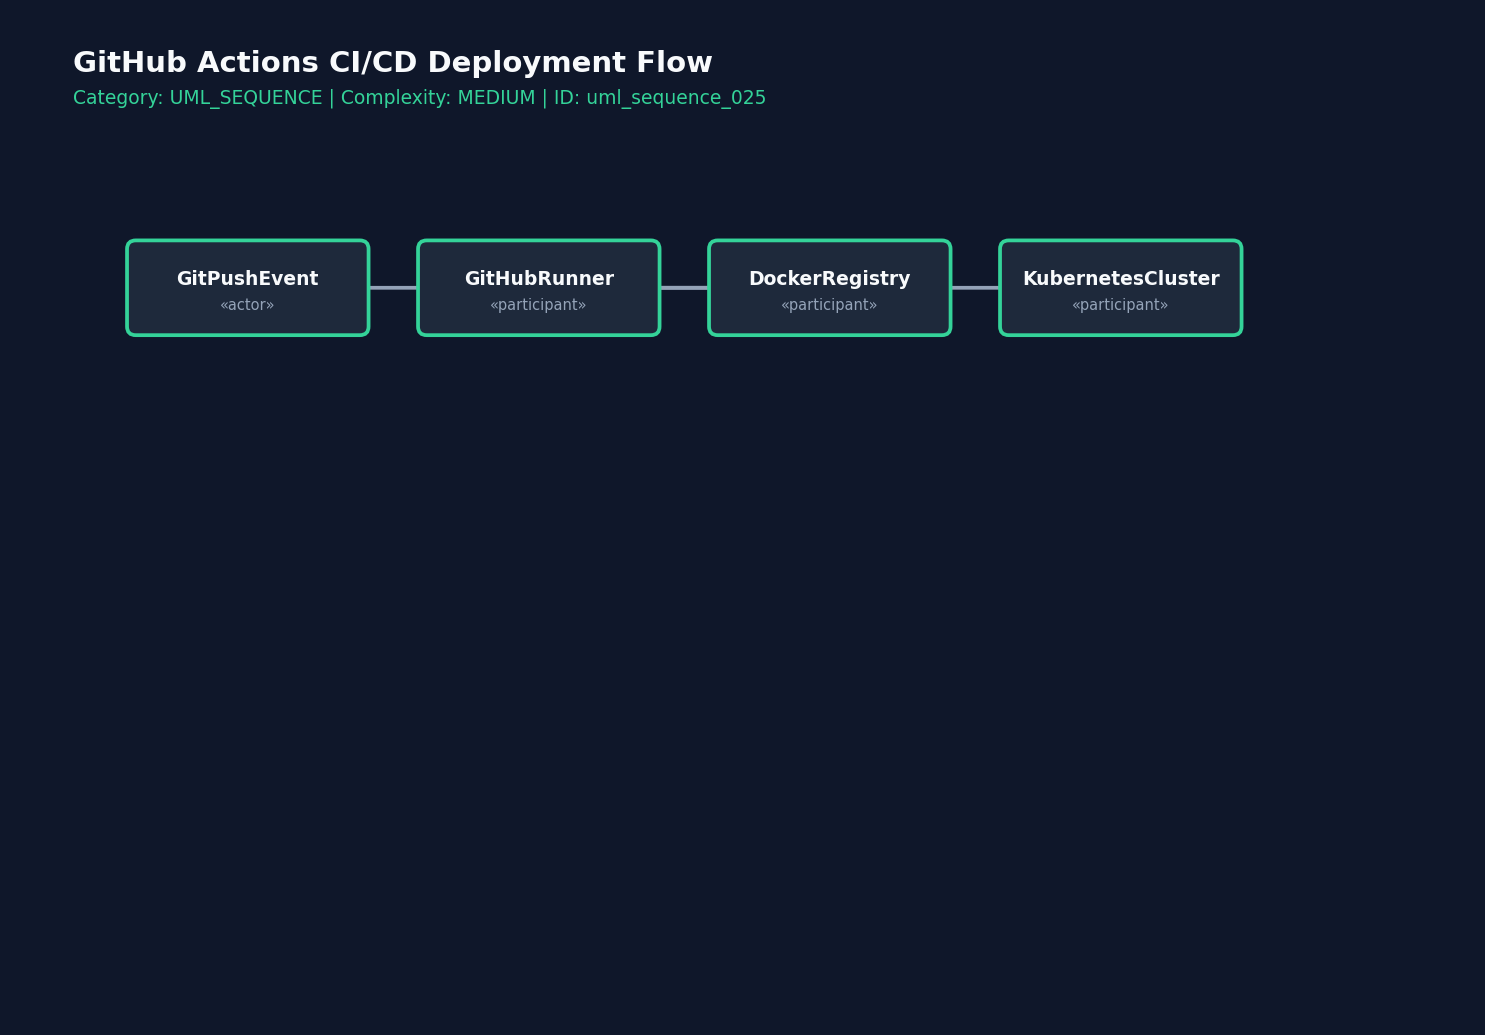 GitHub Actions CI/CD Deployment Flow
Category: UML_SEQUENCE | Complexity: MEDIUM | ID: uml_sequence_025
GitPushEvent
«actor»
GitHubRunner
«participant»
DockerRegistry
«participant»
KubernetesCluster
«participant»